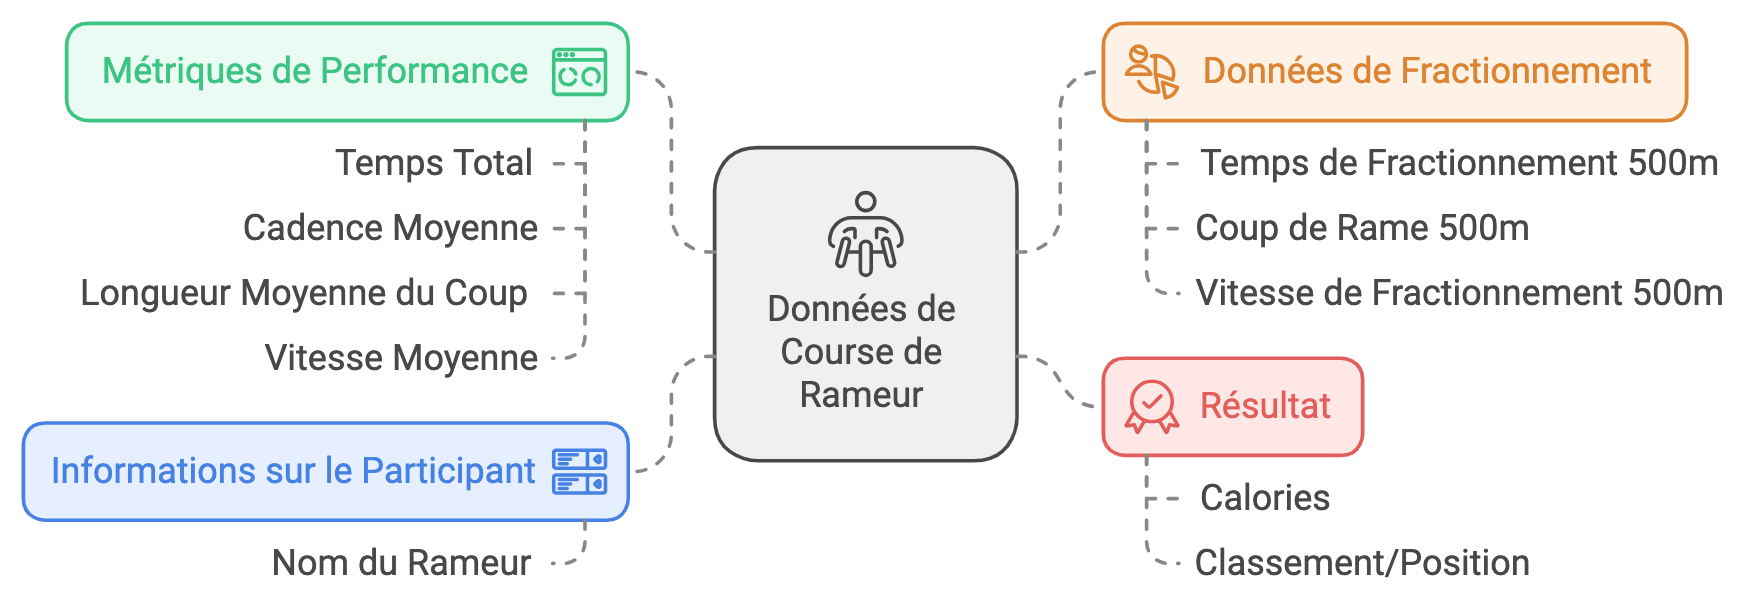 Métriques de Performance
Temps Total
Cadence Moyenne
Longueur Moyenne du Coup
Vitesse Moyenne
Informations sur le Participant
Nom du Rameur
Données de
Course de
Rameur
Données de Fractionnement
Temps de Fractionnement 500m
Coup de Rame 500m
Vitesse de Fractionnement 500m
Résultat
Calories
Classement/Position